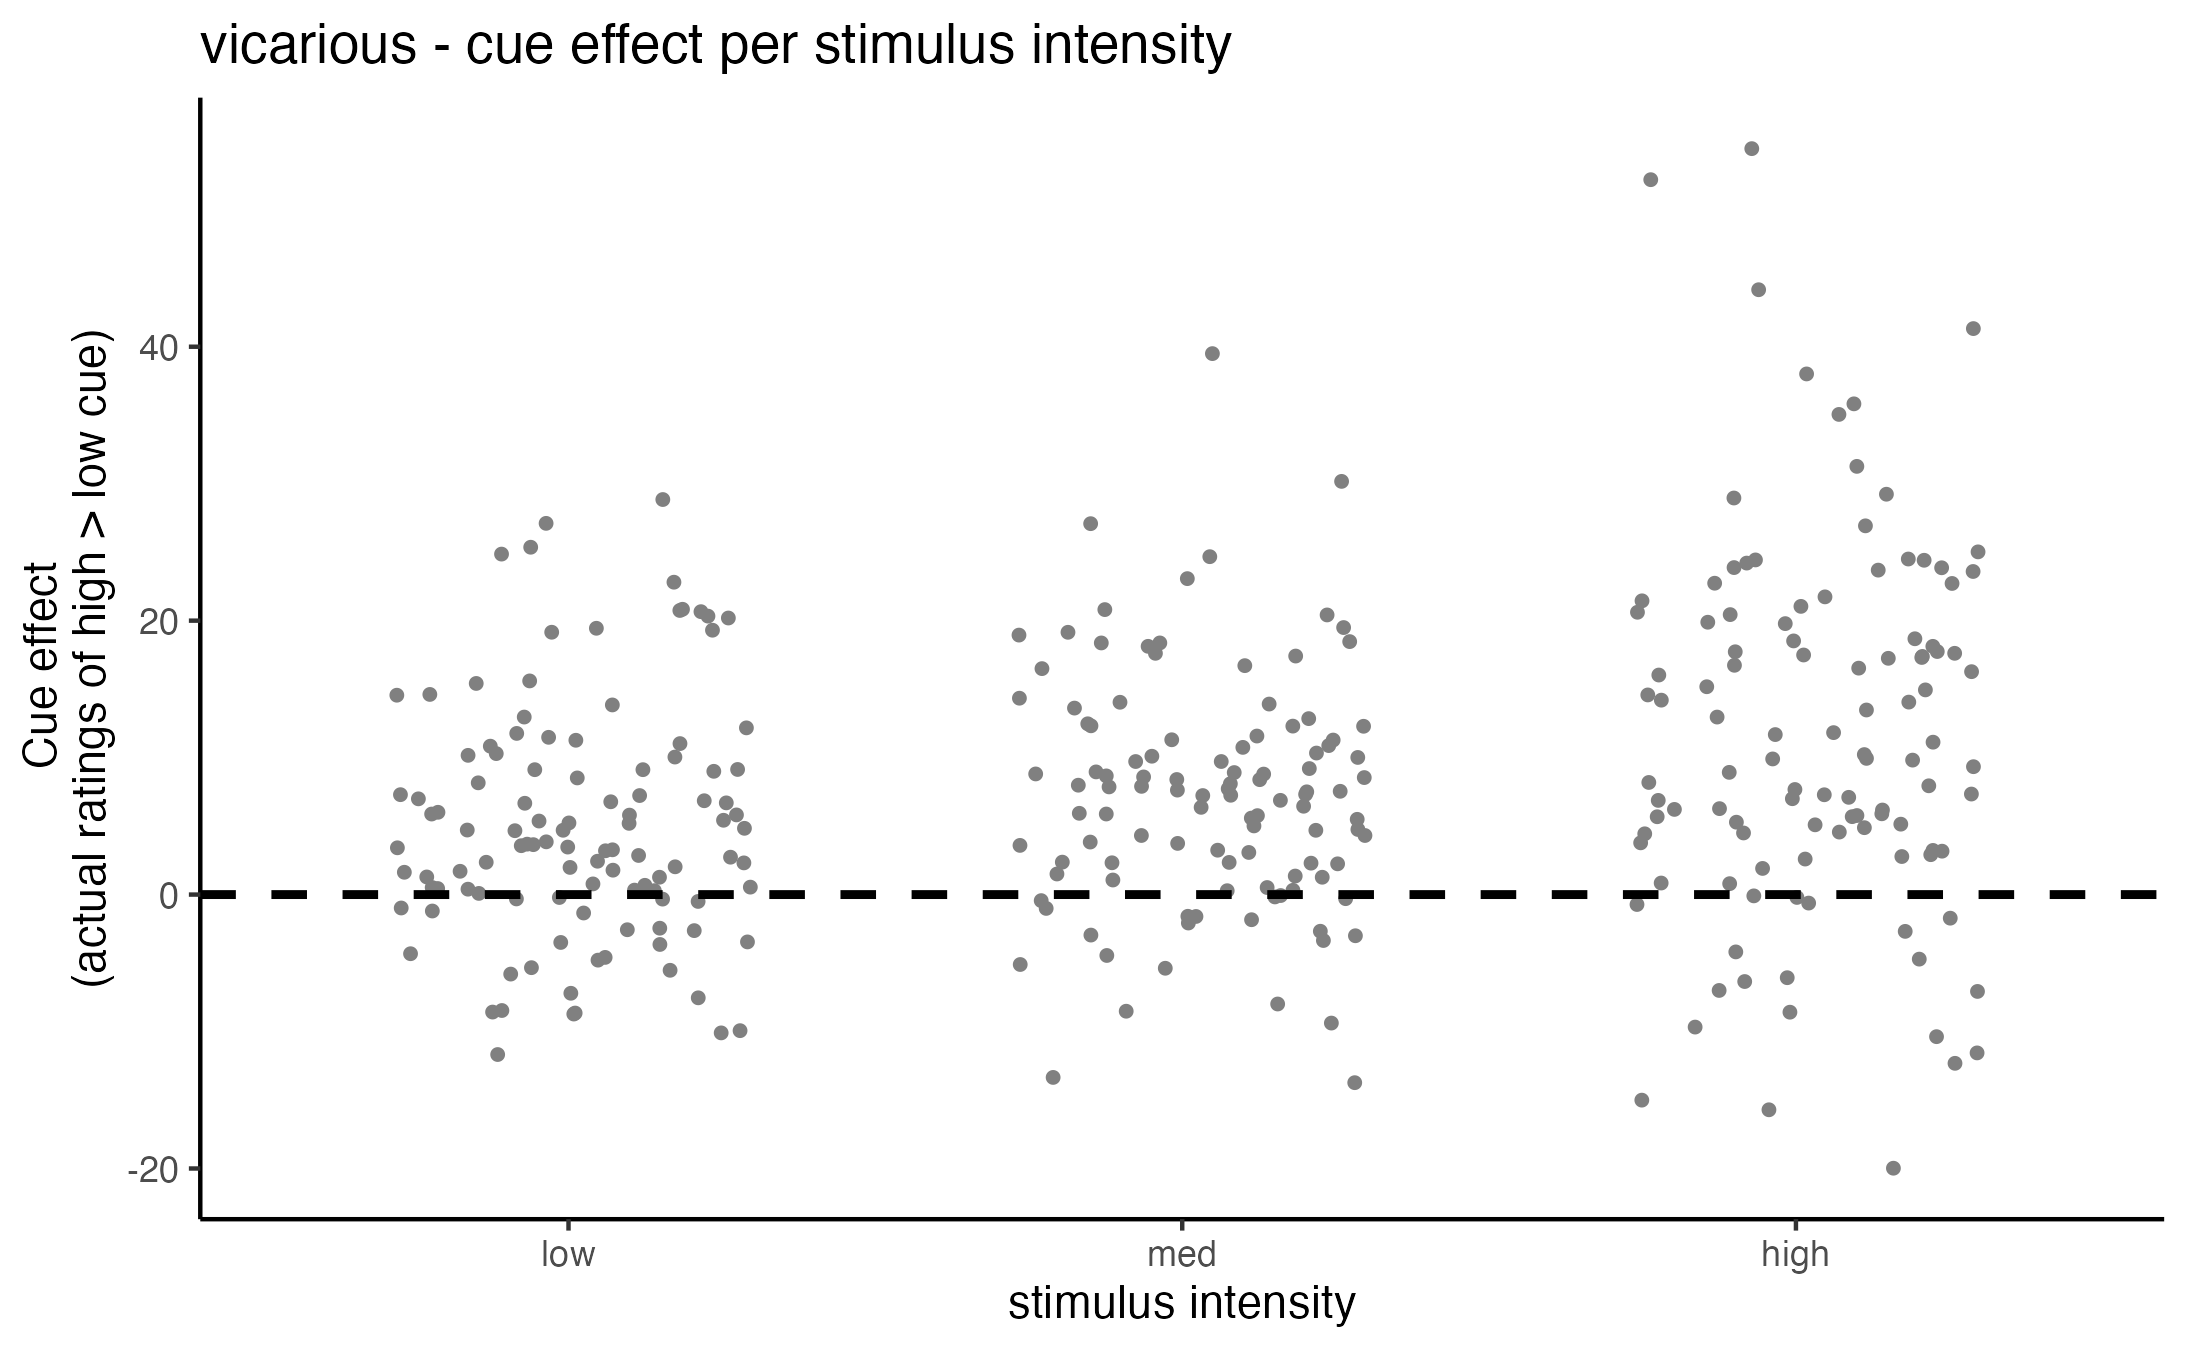 vicarious - cue effect per stimulus intensity
Cue effect
(actual ratings of high > low cue)
40
20
0
-20
low
med
high
stimulus intensity